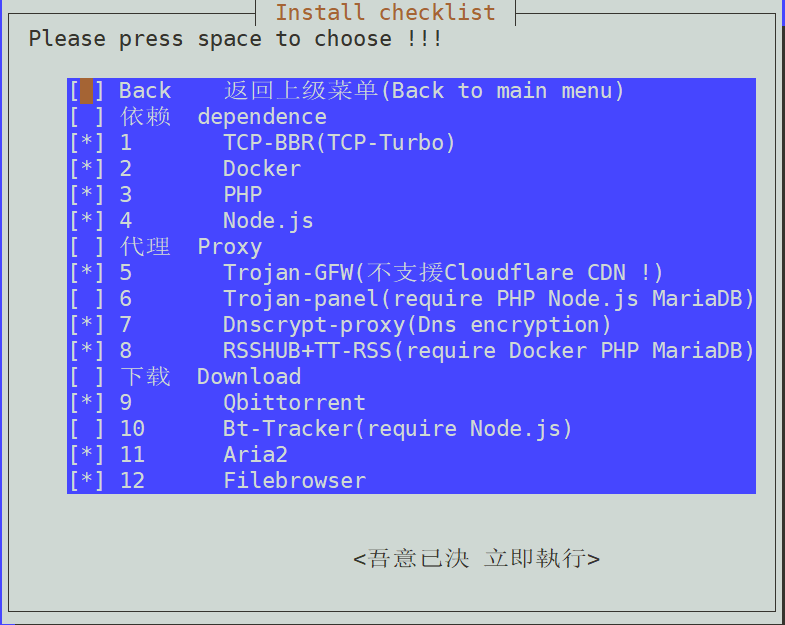 Install checklist
Please press space to choose !!!
[ ] Back 返回上级菜单(Back to main menu)
[ ] 依赖 dependence
[*] 1 TCP-BBR(TCP-Turbo)
[*] 2 Docker
[*] 3 PHP
[*] 4 Node.js
[ ] 代理 Proxy
[*] 5 Trojan-GFW(不支援Cloudflare CDN !)
[ ] 6 Trojan-panel(require PHP Node.js MariaDB)
[*] 7 Dnscrypt-proxy(Dns encryption)
[*] 8 RSSHUB+TT-RSS(require Docker PHP MariaDB)
[ ] 下载 Download
[*] 9 Qbittorrent
[ ] 10 Bt-Tracker(require Node.js)
[*] 11 Aria2
[*] 12 Filebrowser
<吾意已決 立即執行>